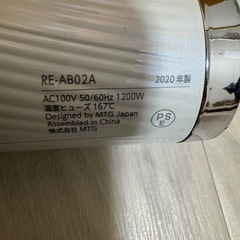 RE-AB02A 2020年製
AC100V 50/60Hz 1200W
温度ヒューズ 167℃
Designed by MTG Japan
Assembled in China
株式会社 MTG
PS
E